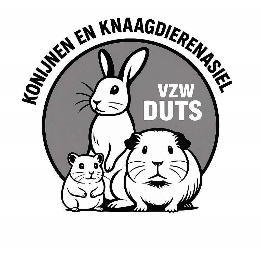 KONIJNEN EN KNAAGDIERENASIEL
VZW
DUTS